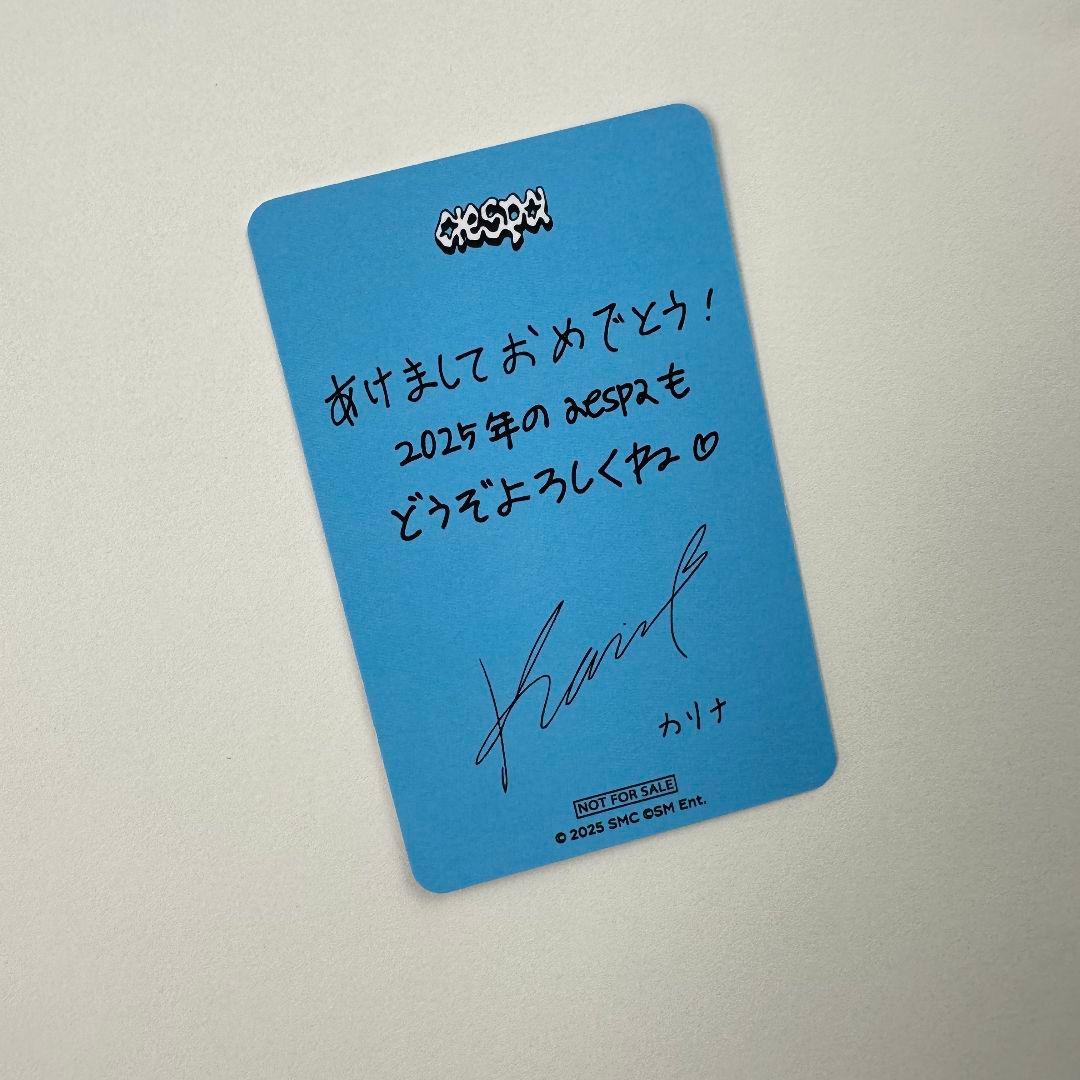 aespa
あけましておめでとう！
2025年のaespaも
どうぞよろしくね♡
Karina
カリナ
NOT FOR SALE
© 2025 SMC ©SM Ent.